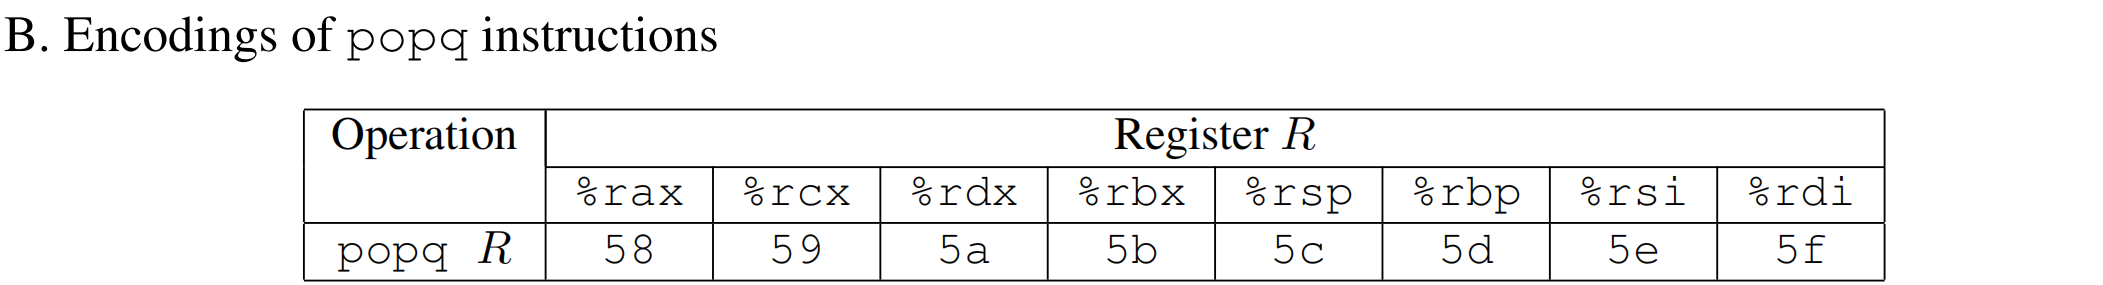 B. Encodings of popq instructions
Operation Register R
%rax %rcx %rdx %rbx %rsp %rbp %rsi %rdi
popq R 58 59 5a 5b 5c 5d 5e 5f